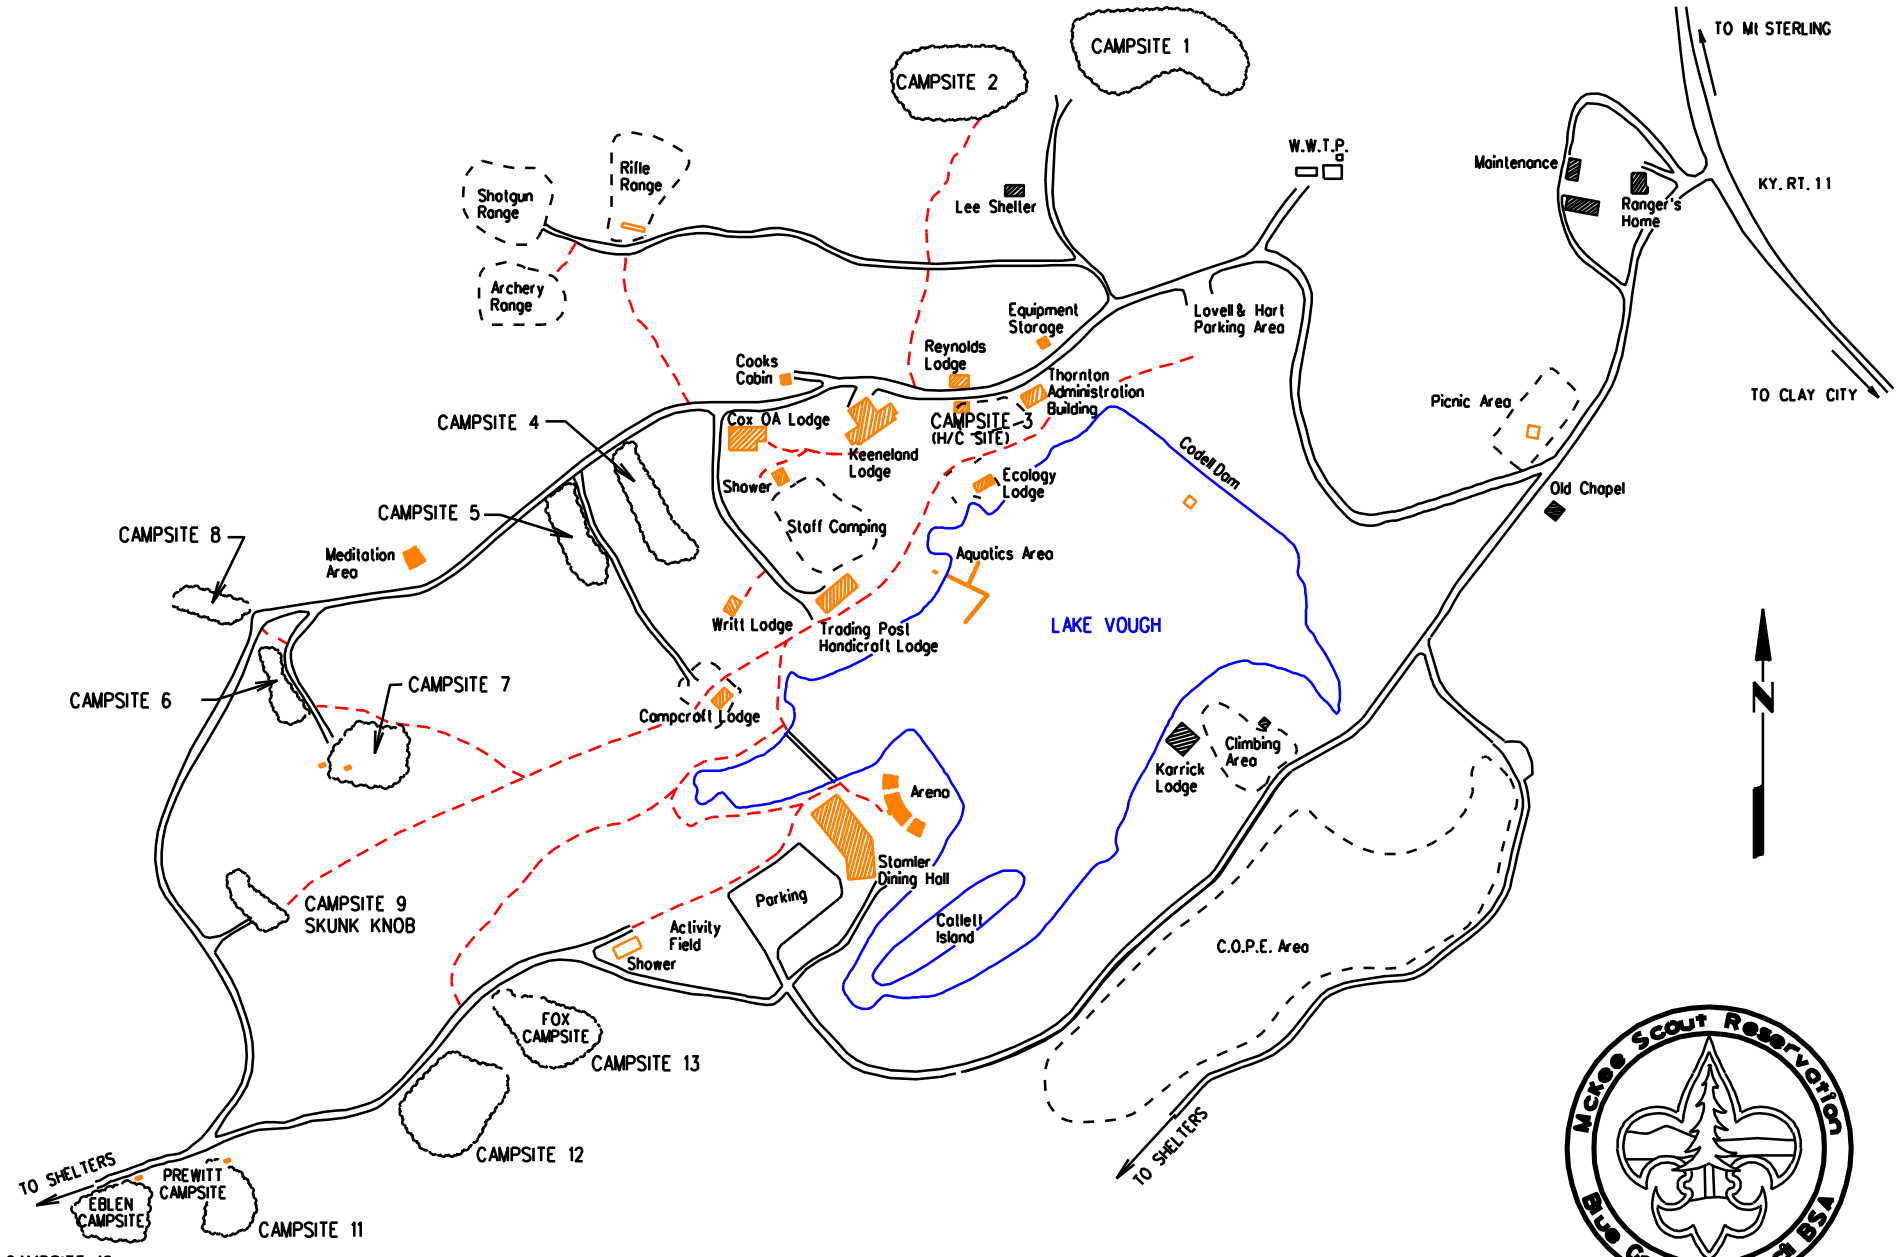 TO Mt STERLING
CAMPSITE 1
CAMPSITE 2
W.W.T.P.
Maintenance
KY. RT. 11
Rifle
Range
Shotgun
Range
Lee Shelter
Ranger's
Home
Archery
Range
Equipment
Storage
Lovell & Hart
Parking Area
Reynolds
Lodge
Cooks
Cabin
Thornton
Administration
Building
TO CLAY CITY
Picnic Area
CAMPSITE 4
Cox OA Lodge
CAMPSITE 3
(H/C SITE)
Keeneland
Lodge
Codell Dam
Shower
Ecology
Lodge
Old Chapel
CAMPSITE 5
Staff Camping
CAMPSITE 8
Meditation
Area
Aquatics Area
Writt Lodge
Trading Post
Handicraft Lodge
LAKE VOUGH
N
CAMPSITE 6
CAMPSITE 7
Campcraft Lodge
Climbing
Area
Karrick
Lodge
Arena
Stamler
Dining Hall
Parking
CAMPSITE 9
SKUNK KNOB
Activity
Field
Catlett
Island
Shower
C.O.P.E. Area
FOX
CAMPSITE
CAMPSITE 13
McKee Scout Reservation
CAMPSITE 12
TO SHELTERS
TO SHELTERS
PREWITT
CAMPSITE
EBLEN
CAMPSITE
CAMPSITE 11
Blue
BSA